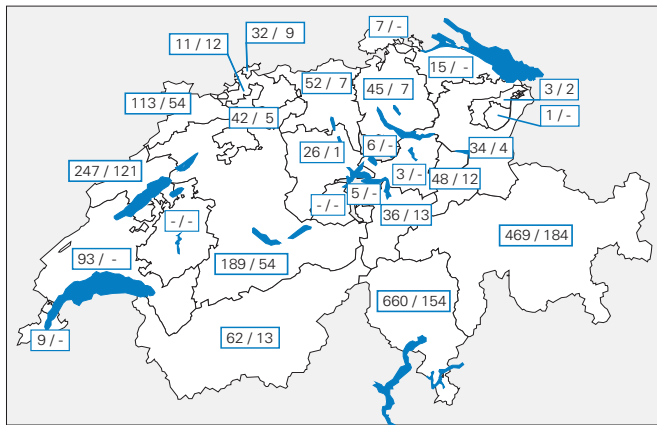 32 / 9
7 / -
11 / 12
15 / -
52 / 7
45 / 7
3 / 2
113 / 54
42 / 5
1 / -
6 / -
34 / 4
26 / 1
247 / 121
3 / -
48 / 12
5 / -
- / -
- / -
36 / 13
469 / 184
93 / -
189 / 54
660 / 154
62 / 13
9 / -